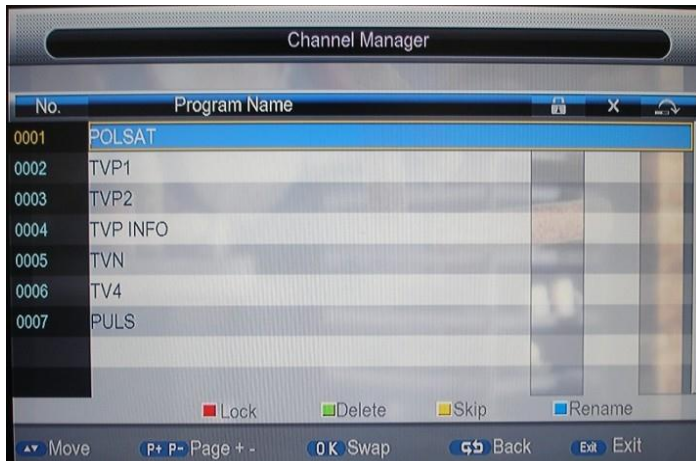 Channel Manager
No. Program Name X
0001 POLSAT
0002 TVP1
0003 TVP2
0004 TVP INFO
0005 TVN
0006 TV4
0007 PULS
Lock Delete Skip Rename
Move P+ P- Page + - OK Swap Back Exit Exit